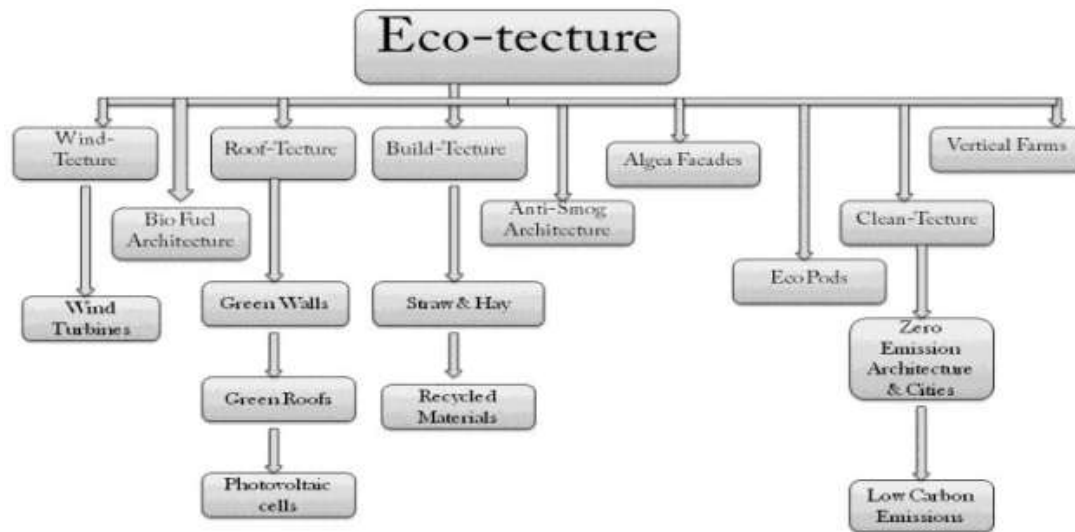 Eco-tecture
Wind-
Tecture
Bio Fuel
Architecture
Roof-Tecture
Build-Tecture
Anti-Smog
Architecture
Algea Facades
Eco Pods
Clean-Tecture
Vertical Farms
Wind
Turbines
Green Walls
Green Roofs
Photovoltaic
cells
Straw & Hay
Recycled
Materials
Zero
Emission
Architecture
& Cities
Low Carbon
Emissions